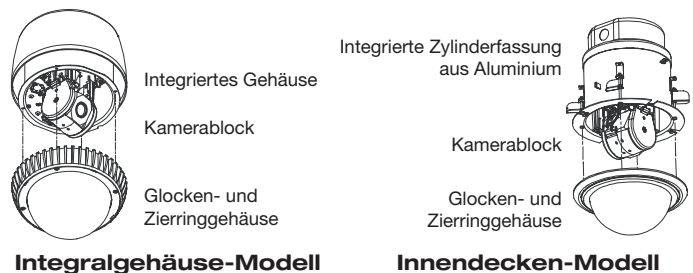 Integriertes Gehäuse
Kamerablock
Glocken- und
Zierringgehäuse
Integralgehäuse-Modell
Integrierte Zylinderfassung
aus Aluminium
Kamerablock
Glocken- und
Zierringgehäuse
Innendecken-Modell